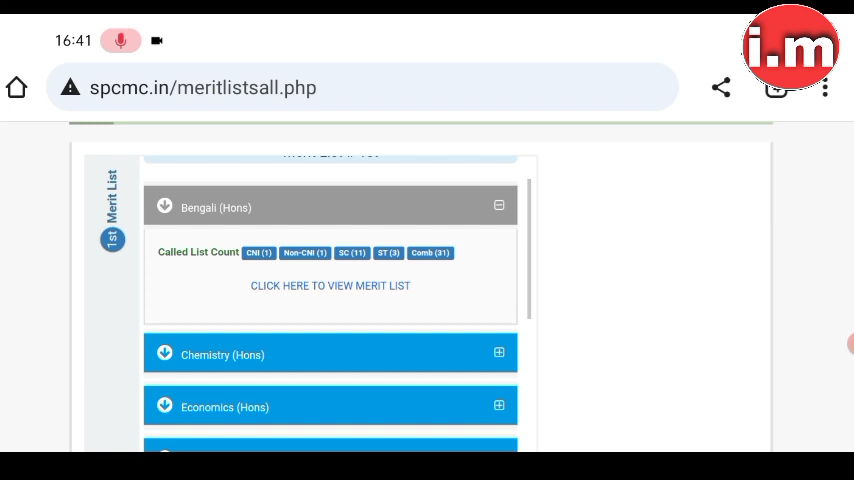 16:41
i.m
spcmc.in/meritlistsall.php
1st Merit List
Bengali (Hons)
Called List Count CNI (1) Non-CNI (1) SC (11) ST (3) Comb (31)
CLICK HERE TO VIEW MERIT LIST
Chemistry (Hons)
Economics (Hons)